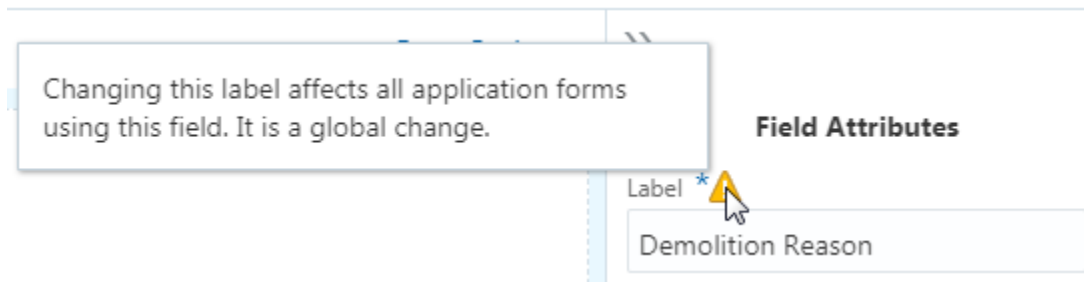 Changing this label affects all application forms
using this field. It is a global change.
Field Attributes
Label *
Demolition Reason